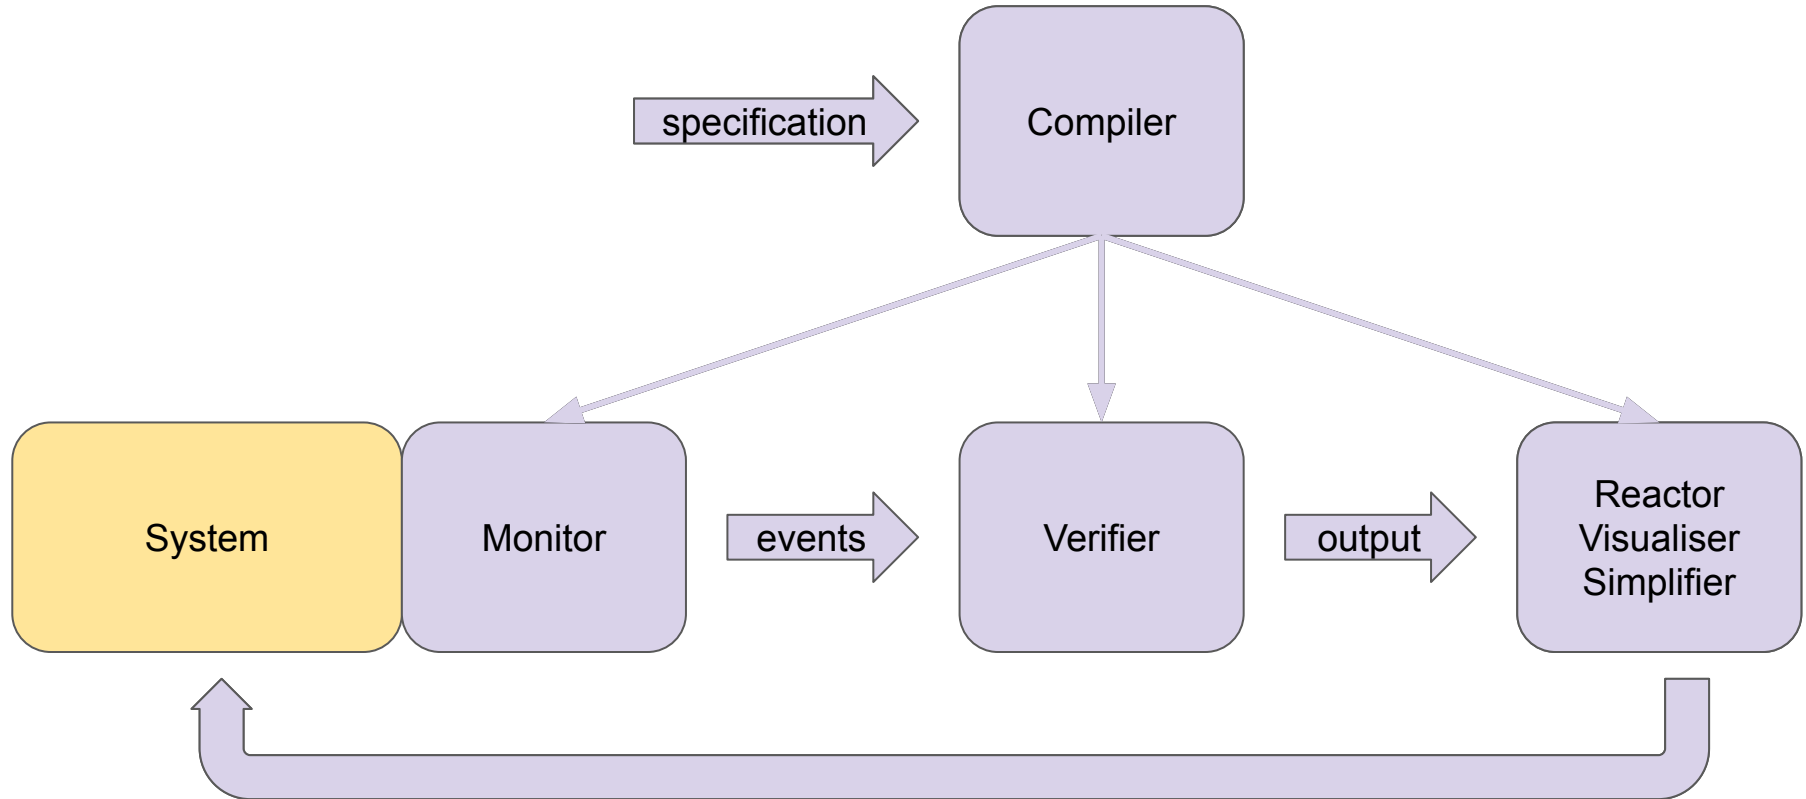 specification
Compiler
System
Monitor
events
Verifier
output
Reactor
Visualiser
Simplifier